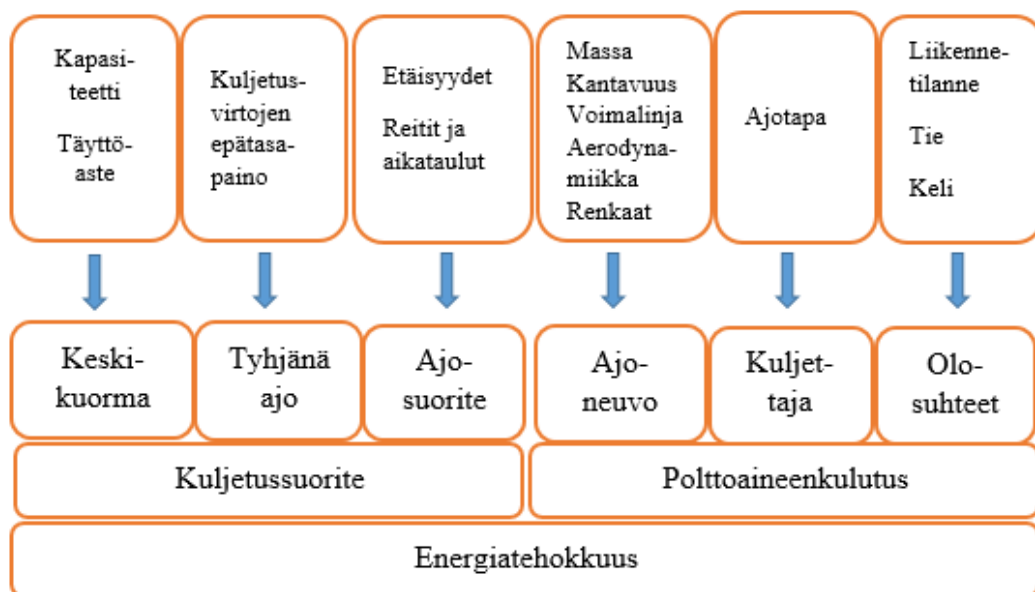 Kapasi-
teetti
Täyttö-
aste
Kuljetus-
virtojen
epätasa-
paino
Etäisyydet
Reitit ja
aikataulut
Massa
Kantavuus
Voimalinja
Aerodyna-
miikka
Renkaat
Ajotapa
Liikenne-
tilanne
Tie
Keli
Keski-
kuorma
Tyhjänä
ajo
Ajo-
suorite
Ajo-
neuvo
Kuljet-
taja
Olo-
suhteet
Kuljetussuorite
Polttoaineenkulutus
Energiatehokkuus